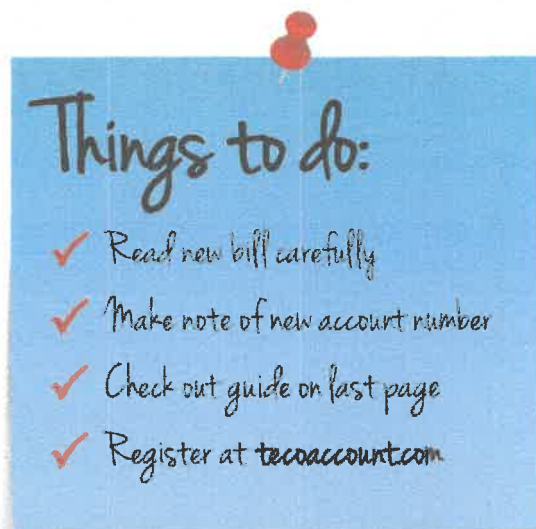 Things to do:
Read new bill carefully
Make note of new account number
Check out guide on last page
Register at tecoaccount.com